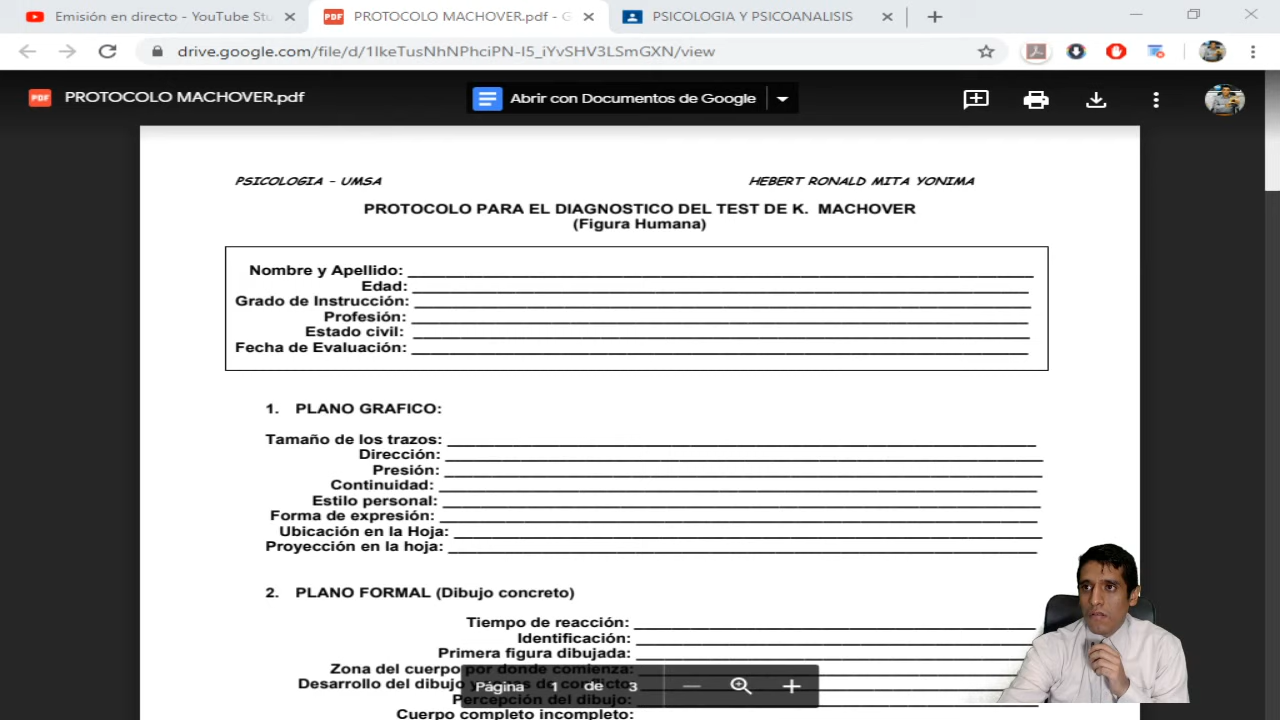 Emisión en directo - YouTube Stu
PROTOCOLO MACHOVER.pdf - G
PSICOLOGIA Y PSICOANALISIS
drive.google.com/file/d/1lkeTusNhNPhciPN-I5_iYvSHV3LSmGXN/view
PDF PROTOCOLO MACHOVER.pdf
Abrir con Documentos de Google
PSICOLOGIA - UMSA
HEBERT RONALD MITA YONIMA
PROTOCOLO PARA EL DIAGNOSTICO DEL TEST DE K. MACHOVER
(Figura Humana)
Nombre y Apellido:
Edad:
Grado de Instrucción:
Profesión:
Estado civil:
Fecha de Evaluación:
1. PLANO GRAFICO:
Tamaño de los trazos:
Dirección:
Presión:
Continuidad:
Estilo personal:
Forma de expresión:
Ubicación en la Hoja:
Proyección en la hoja:
2. PLANO FORMAL (Dibujo concreto)
Tiempo de reacción:
Identificación:
Primera figura dibujada:
Zona del cuerpo por donde comienza:
Desarrollo del dibujo y zonas de conflicto:
Percepción del dibujo:
Cuerpo completo incompleto:
Página 1 de 3